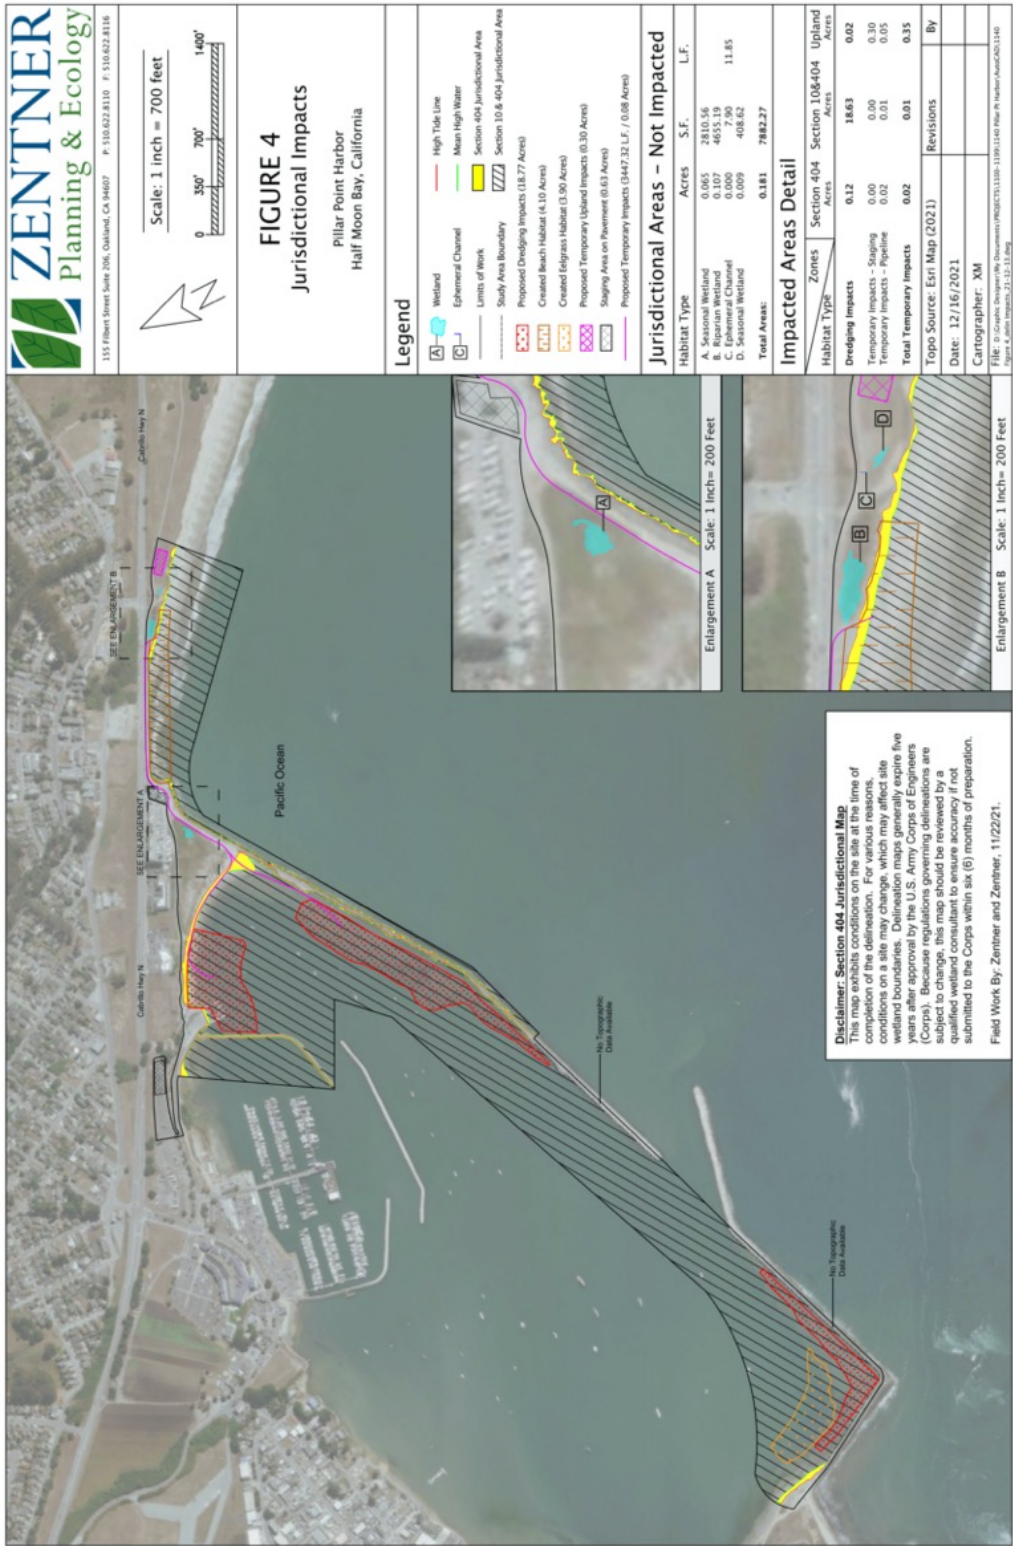 ZENTNER
Planning & Ecology
155 Filbert Street Suite 206, Oakland, CA 94607 P: 510.622.8110 F: 510.622.8116
Scale: 1 inch = 700 feet
0 350' 700' 1400'
FIGURE 4
Jurisdictional Impacts
Pillar Point Harbor
Half Moon Bay, California
Legend
A Wetland
C Ephemeral Channel
Limits of Work
Study Area Boundary
High Tide Line
Mean High Water
Section 404 Jurisdictional Area
Section 10 & 404 Jurisdictional Area
Proposed Dredging Impacts (18.77 Acres)
Created Beach Habitat (4.10 Acres)
Created Eelgrass Habitat (3.90 Acres)
Proposed Temporary Upland Impacts (0.30 Acres)
Staging Area on Pavement (0.63 Acres)
Proposed Temporary Impacts (3447.32 L.F. / 0.08 Acres)
Jurisdictional Areas - Not Impacted
Habitat Type Acres S.F. L.F.
A. Seasonal Wetland 0.065 2810.56
B. Riparian Wetland 0.107 4655.19
C. Ephemeral Channel 0.000 7.90 11.85
D. Seasonal Wetland 0.009 408.62
Total Areas: 0.181 7882.27
Impacted Areas Detail
Habitat Type Zones Section 404 Acres Section 10&404 Acres Upland Acres
Dredging Impacts 0.12 18.63 0.02
Temporary Impacts - Staging 0.00 0.00 0.30
Temporary Impacts - Pipeline 0.02 0.01 0.05
Total Temporary Impacts 0.02 0.01 0.35
Topo Source: Esri Map (2021) Revisions By
Date: 12/16/2021
Cartographer: XM
Cabrillo Hwy N
SEE ENLARGEMENT B
SEE ENLARGEMENT A
Cabrillo Hwy N
Pacific Ocean
No Topographic
Data Available
No Topographic
Data Available
A
Enlargement A Scale: 1 Inch= 200 Feet
B
C
D
Enlargement B Scale: 1 Inch= 200 Feet
Disclaimer: Section 404 Jurisdictional Map
This map exhibits conditions on the site at the time of
completion of the delineation. For various reasons,
conditions on a site may change, which may affect site
wetland boundaries. Delineation maps generally expire five
years after approval by the U.S. Army Corps of Engineers
(Corps). Because regulations governing delineations are
subject to change, this map should be reviewed by a
qualified wetland consultant to ensure accuracy if not
submitted to the Corps within six (6) months of preparation.
Field Work By: Zentner and Zentner, 11/22/21.